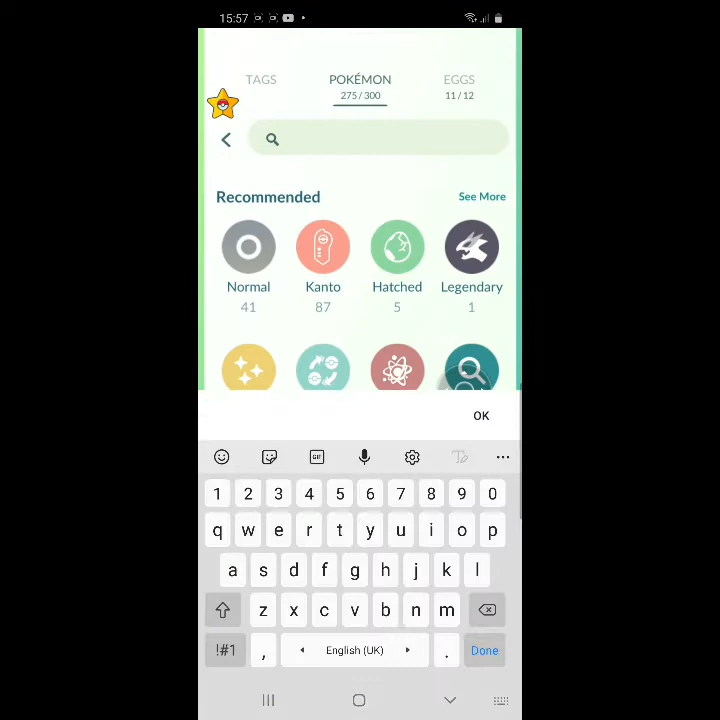 15:57
TAGS POKÉMON EGGS
275 / 300 11 / 12
Recommended See More
Normal Kanto Hatched Legendary
41 87 5 1
OK
GIF
1 2 3 4 5 6 7 8 9 0
q w e r t y u i o p
a s d f g h j k l
z x c v b n m
!#1 , English (UK) . Done